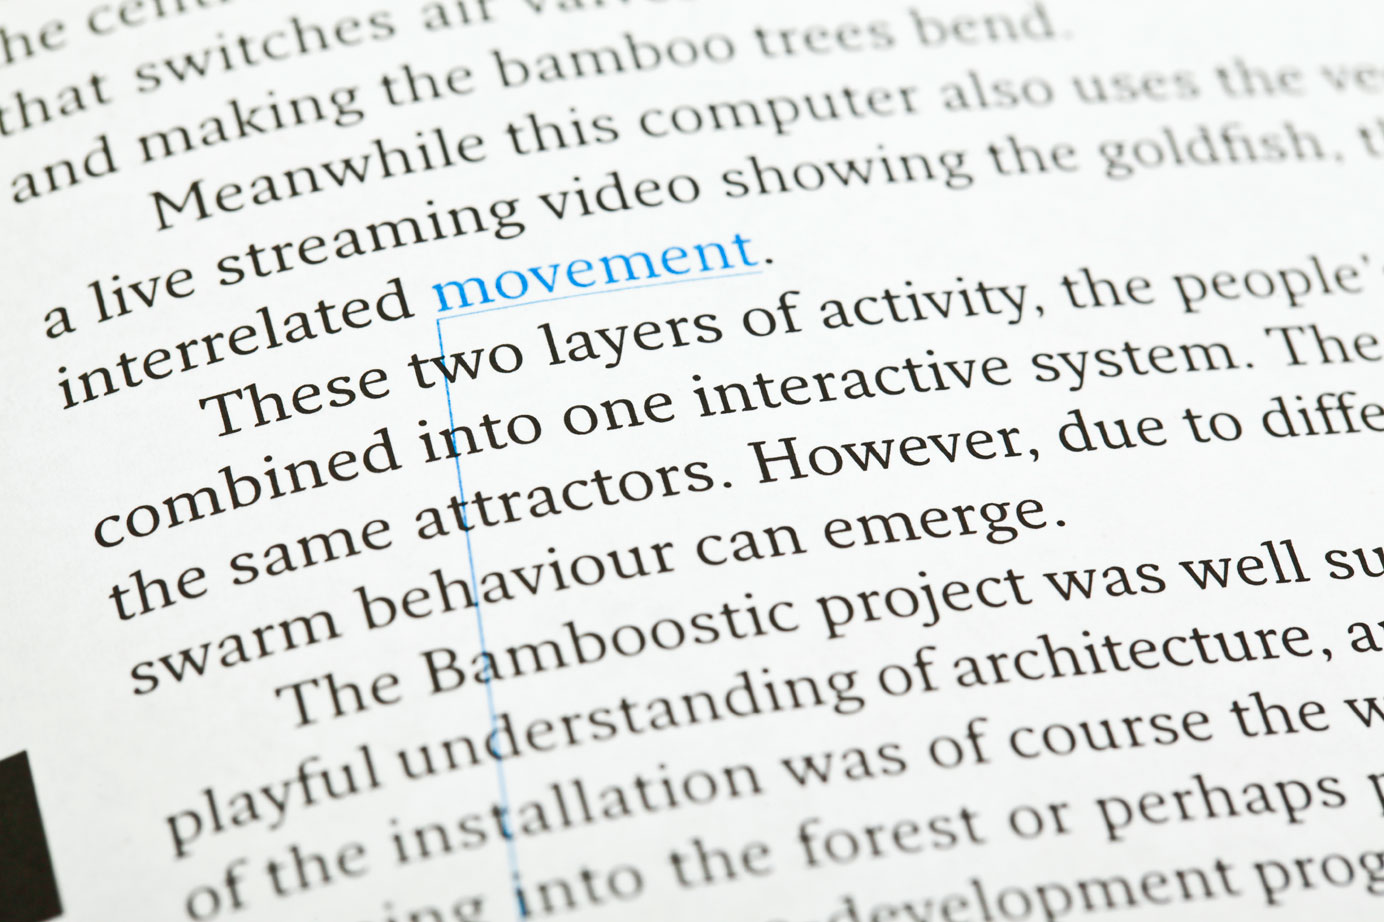 that switches air
and making the bamboo trees bend.
Meanwhile this computer also uses the
a live streaming video showing the goldfish,
interrelated movement.
These two layers of activity, the people'
combined into one interactive system. The
the same attractors. However, due to diffe
swarm behaviour can emerge.
The Bamboostic project was well su
playful understanding of architecture,
of the installation was of course the w
into the forest or perhaps p
development prog